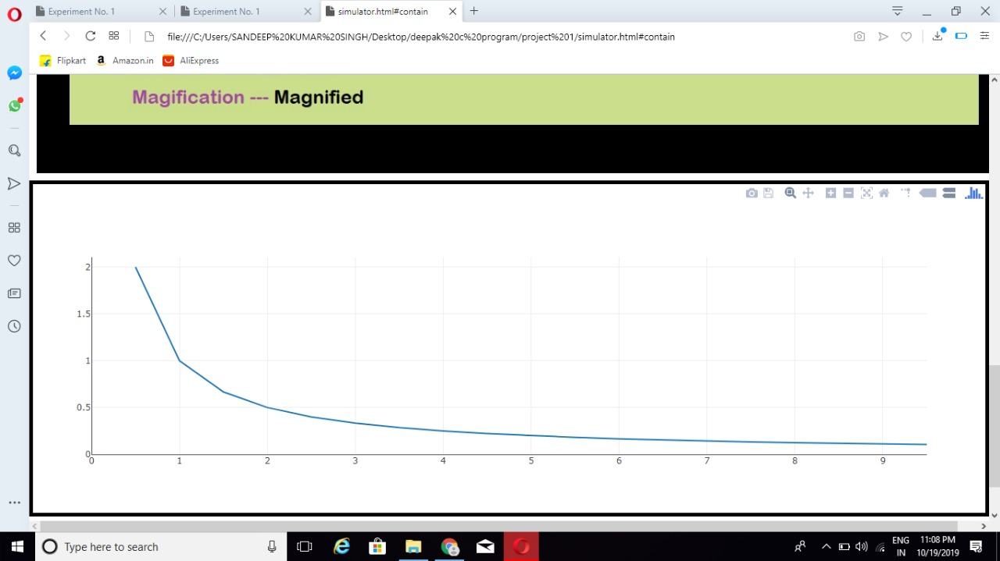 Experiment No. 1
Experiment No. 1
simulator.html#contain
file:///C:/Users/SANDEEP%20KUMAR%20SINGH/Desktop/deepak%20c%20program/project%201/simulator.html#contain
Flipkart
Amazon.in
AliExpress
Magification --- Magnified
2
1.5
1
0.5
0
0 1 2 3 4 5 6 7 8 9
Type here to search
ENG
IN
11:08 PM
10/19/2019